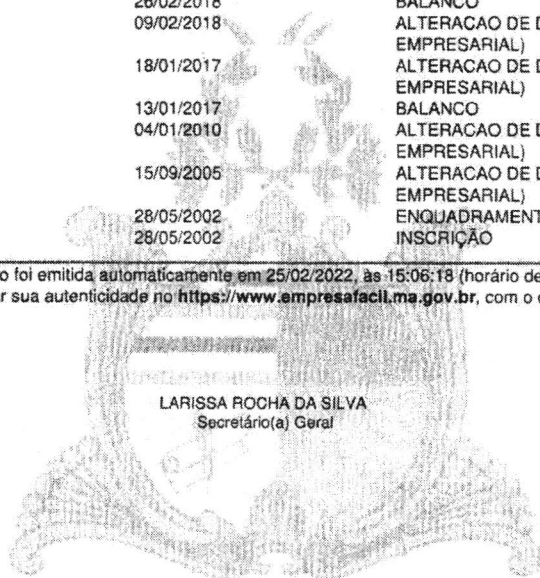 26/02/2018 BALANCO
09/02/2018 ALTERACAO DE D
EMPRESARIAL)
18/01/2017 ALTERACAO DE D
EMPRESARIAL)
13/01/2017 BALANCO
04/01/2010 ALTERACAO DE D
EMPRESARIAL)
15/09/2005 ALTERACAO DE D
EMPRESARIAL)
28/05/2002 ENQUADRAMENT
28/05/2002 INSCRIÇÃO
o foi emitida automaticamente em 25/02/2022, às 15:06:18 (horário de
r sua autenticidade no https://www.empresafacil.ma.gov.br, com o
LARISSA ROCHA DA SILVA
Secretário(a) Geral